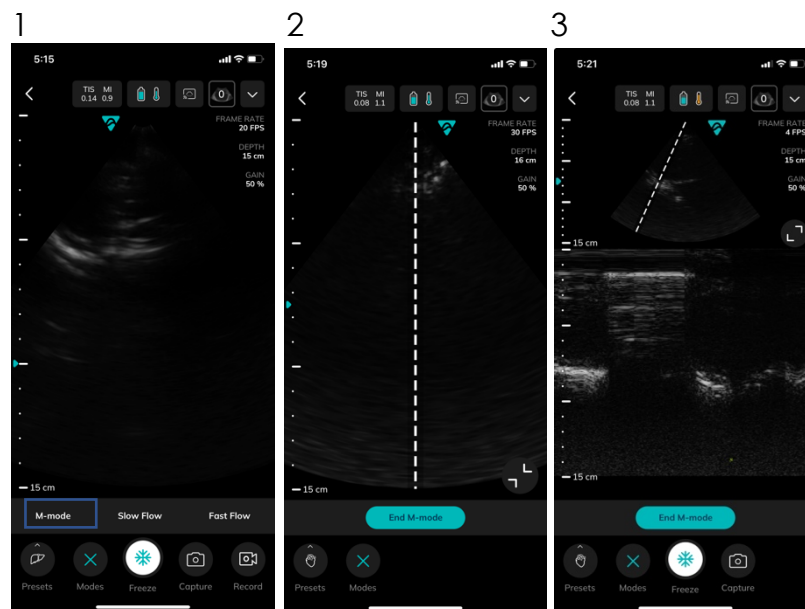 1
5:15
TIS MI
0.14 0.9
0
FRAME RATE
20 FPS
DEPTH
15 cm
GAIN
50 %
15 cm
M-mode Slow Flow Fast Flow
Presets Modes Freeze Capture Record
2
5:19
TIS MI
0.08 1.1
0
FRAME RATE
30 FPS
DEPTH
16 cm
GAIN
50 %
15 cm
End M-mode
Presets Modes
3
5:21
TIS MI
0.08 1.1
0
FRAME RATE
4 FPS
DEPTH
15 cm
GAIN
50 %
15 cm
15 cm
End M-mode
Presets Modes Freeze Capture